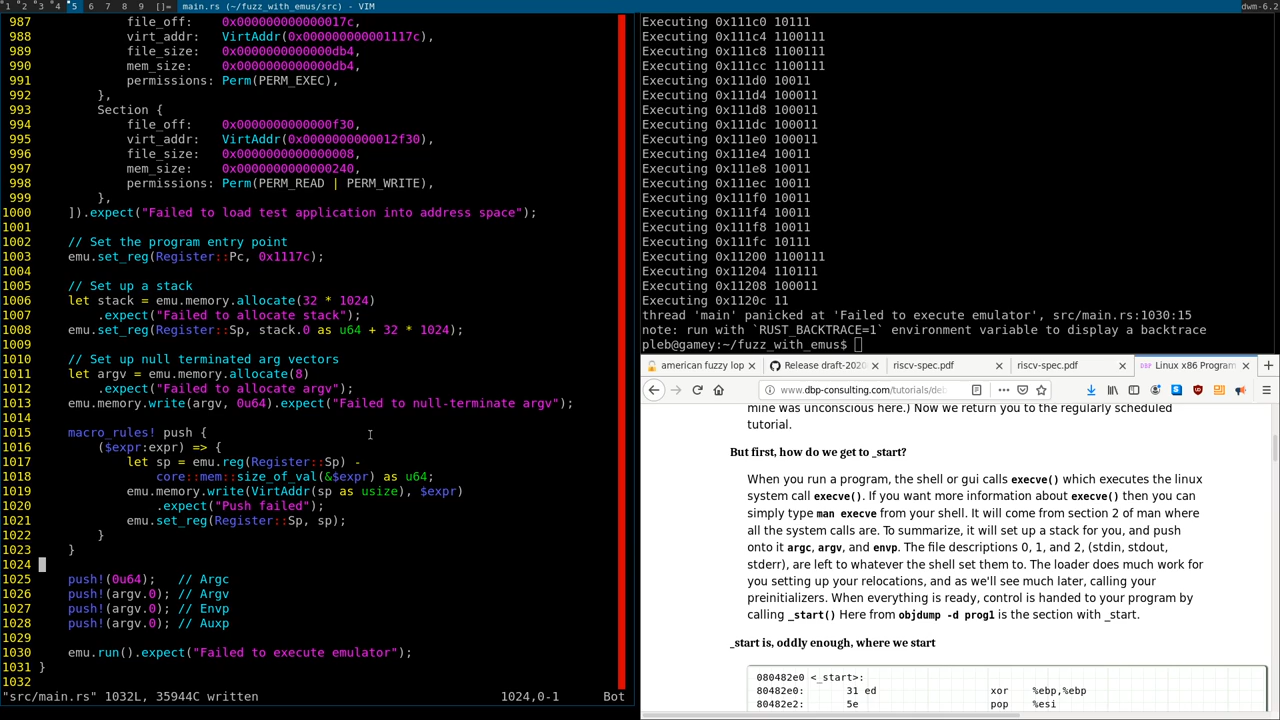 1 2 3 4 5 6 7 8 9 []= main.rs (~/fuzz_with_emus/src) - VIM
dwm-6.2
987 file_off: 0x000000000000017c,
988 virt_addr: VirtAddr(0x000000000001117c),
989 file_size: 0x0000000000000db4,
990 mem_size: 0x0000000000000db4,
991 permissions: Perm(PERM_EXEC),
992 },
993 Section {
994 file_off: 0x0000000000000f30,
995 virt_addr: VirtAddr(0x0000000000012f30),
996 file_size: 0x0000000000000008,
997 mem_size: 0x0000000000000240,
998 permissions: Perm(PERM_READ | PERM_WRITE),
999 },
1000 ]).expect("Failed to load test application into address space");
1001
1002 // Set the program entry point
1003 emu.set_reg(Register::Pc, 0x1117c);
1004
1005 // Set up a stack
1006 let stack = emu.memory.allocate(32 * 1024)
1007 .expect("Failed to allocate stack");
1008 emu.set_reg(Register::Sp, stack.0 as u64 + 32 * 1024);
1009
1010 // Set up null terminated arg vectors
1011 let argv = emu.memory.allocate(8)
1012 .expect("Failed to allocate argv");
1013 emu.memory.write(argv, 0u64).expect("Failed to null-terminate argv");
1014
1015 macro_rules! push {
1016 ($expr:expr) => {
1017 let sp = emu.reg(Register::Sp) -
1018 core::mem::size_of_val(&$expr) as u64;
1019 emu.memory.write(VirtAddr(sp as usize), $expr)
1020 .expect("Push failed");
1021 emu.set_reg(Register::Sp, sp);
1022 }
1023 }
1024
1025 push!(0u64); // Argc
1026 push!(argv.0); // Argv
1027 push!(argv.0); // Envp
1028 push!(argv.0); // Auxp
1029
1030 emu.run().expect("Failed to execute emulator");
1031 }
1032
"src/main.rs" 1032L, 35944C written 1024,0-1 Bot
Executing 0x111c0 10111
Executing 0x111c4 1100111
Executing 0x111c8 1100111
Executing 0x111cc 1100111
Executing 0x111d0 10011
Executing 0x111d4 100011
Executing 0x111d8 100011
Executing 0x111dc 100011
Executing 0x111e0 10011
Executing 0x111e4 10011
Executing 0x111e8 10011
Executing 0x111ec 10011
Executing 0x111f0 10011
Executing 0x111f4 10011
Executing 0x111f8 10011
Executing 0x111fc 10111
Executing 0x11200 1100111
Executing 0x11204 110111
Executing 0x11208 100011
Executing 0x1120c 11
thread 'main' panicked at 'Failed to execute emulator', src/main.rs:1030:15
note: run with `RUST_BACKTRACE=1` environment variable to display a backtrace
pleb@gamey:~/fuzz_with_emus$
american fuzzy lop Release draft-2020 riscv-spec.pdf riscv-spec.pdf DBP Linux x86 Program
www.dbp-consulting.com/tutorials/de
mine was unconscious here.) Now we return you to the regularly scheduled
tutorial.
But first, how do we get to _start?
When you run a program, the shell or gui calls execve() which executes the linux
system call execve(). If you want more information about execve() then you can
simply type man execve from your shell. It will come from section 2 of man where
all the system calls are. To summarize, it will set up a stack for you, and push
onto it argc, argv, and envp. The file descriptions 0, 1, and 2, (stdin, stdout,
stderr), are left to whatever the shell set them to. The loader does much work for
you setting up your relocations, and as we'll see much later, calling your
preinitializers. When everything is ready, control is handed to your program by
calling _start() Here from objdump -d prog1 is the section with _start.
_start is, oddly enough, where we start
080482e0 <_start>:
80482e0: 31 ed xor %ebp,%ebp
80482e2: 5e pop %esi